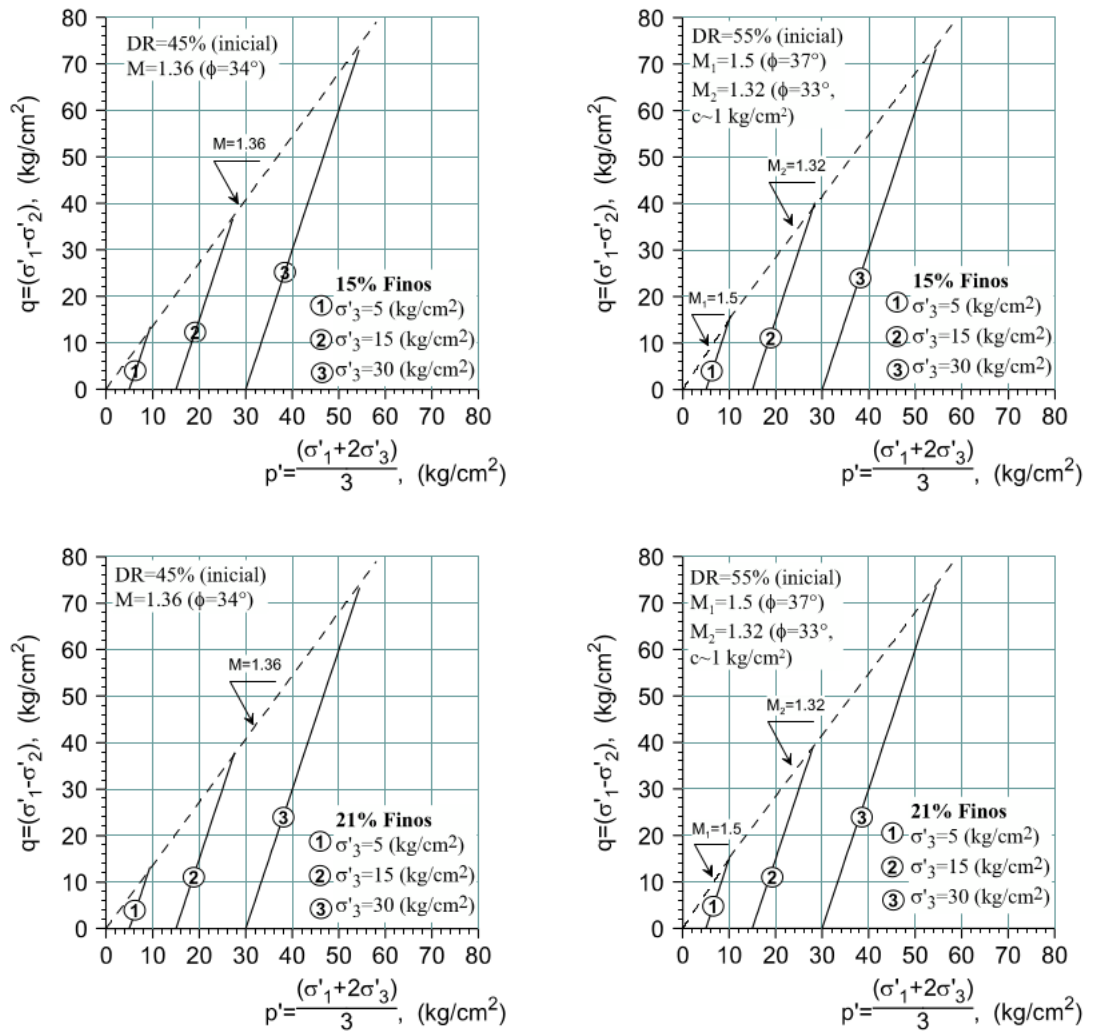 80
70
60
50
40
30
20
10
0
q=(σ'₁-σ'₂), (kg/cm²)
DR=45% (inicial)
M=1.36 (ϕ=34°)
M=1.36
15% Finos
1 σ'₃=5 (kg/cm²)
2 σ'₃=15 (kg/cm²)
3 σ'₃=30 (kg/cm²)
1
2
3
0 10 20 30 40 50 60 70 80
p'=(σ'₁+2σ'₃)/3, (kg/cm²)
80
70
60
50
40
30
20
10
0
q=(σ'₁-σ'₂), (kg/cm²)
DR=55% (inicial)
M₁=1.5 (ϕ=37°)
M₂=1.32 (ϕ=33°,
c~1 kg/cm²)
M₂=1.32
M₁=1.5
15% Finos
1 σ'₃=5 (kg/cm²)
2 σ'₃=15 (kg/cm²)
3 σ'₃=30 (kg/cm²)
1
2
3
0 10 20 30 40 50 60 70 80
p'=(σ'₁+2σ'₃)/3, (kg/cm²)
80
70
60
50
40
30
20
10
0
q=(σ'₁-σ'₂), (kg/cm²)
DR=45% (inicial)
M=1.36 (ϕ=34°)
M=1.36
21% Finos
1 σ'₃=5 (kg/cm²)
2 σ'₃=15 (kg/cm²)
3 σ'₃=30 (kg/cm²)
1
2
3
0 10 20 30 40 50 60 70 80
p'=(σ'₁+2σ'₃)/3, (kg/cm²)
80
70
60
50
40
30
20
10
0
q=(σ'₁-σ'₂), (kg/cm²)
DR=55% (inicial)
M₁=1.5 (ϕ=37°)
M₂=1.32 (ϕ=33°,
c~1 kg/cm²)
M₂=1.32
M₁=1.5
21% Finos
1 σ'₃=5 (kg/cm²)
2 σ'₃=15 (kg/cm²)
3 σ'₃=30 (kg/cm²)
1
2
3
0 10 20 30 40 50 60 70 80
p'=(σ'₁+2σ'₃)/3, (kg/cm²)